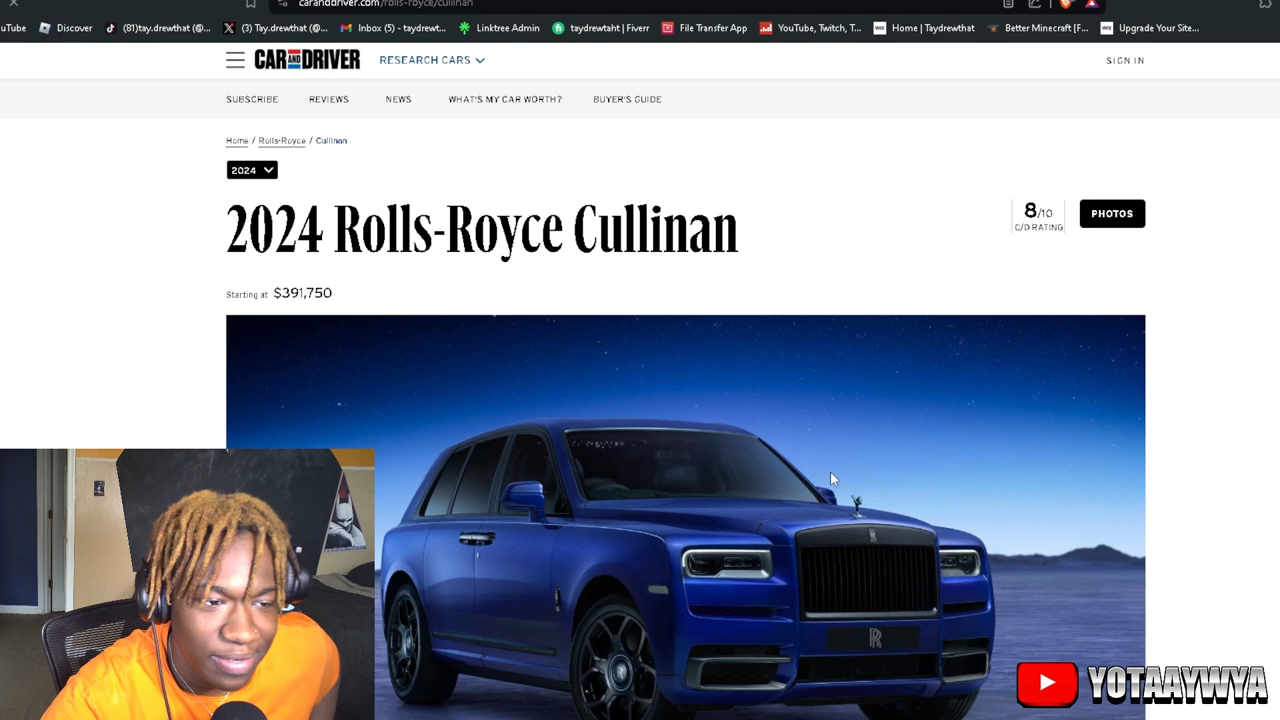 caranddriver.com/rolls-royce/cullinan
uTube Discover (81)tay.drewthat (@... (3) Tay.drewthat (@... Inbox (5) - taydrewt... Linktree Admin taydrewtaht | Fiverr File Transfer App YouTube, Twitch, T... Home | Taydrewthat Better Minecraft [F... Upgrade Your Site...
CAR AND DRIVER RESEARCH CARS SIGN IN
SUBSCRIBE REVIEWS NEWS WHAT'S MY CAR WORTH? BUYER'S GUIDE
Home / Rolls-Royce / Cullinan
2024
2024 Rolls-Royce Cullinan
8/10
C/D RATING
PHOTOS
Starting at $391,750
YOTAAYWYA